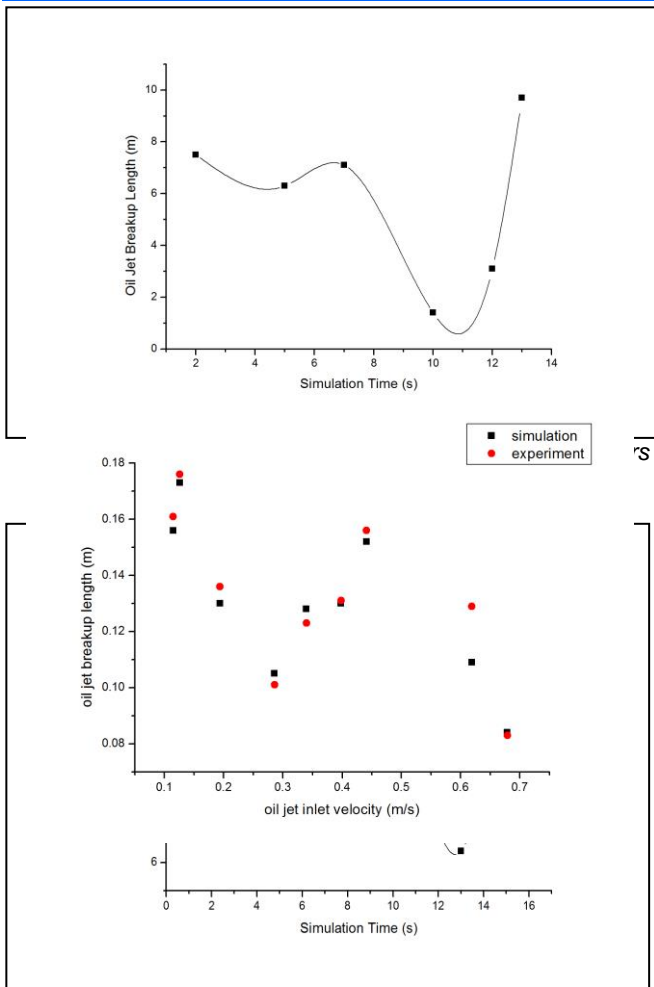 10
8
6
4
2
0
Oil Jet Breakup Length (m)
2 4 6 8 10 12 14
Simulation Time (s)
simulation
experiment
rs
0.18
0.16
0.14
0.12
0.10
0.08
oil jet breakup length (m)
0.1 0.2 0.3 0.4 0.5 0.6 0.7
oil jet inlet velocity (m/s)
6
0 2 4 6 8 10 12 14 16
Simulation Time (s)